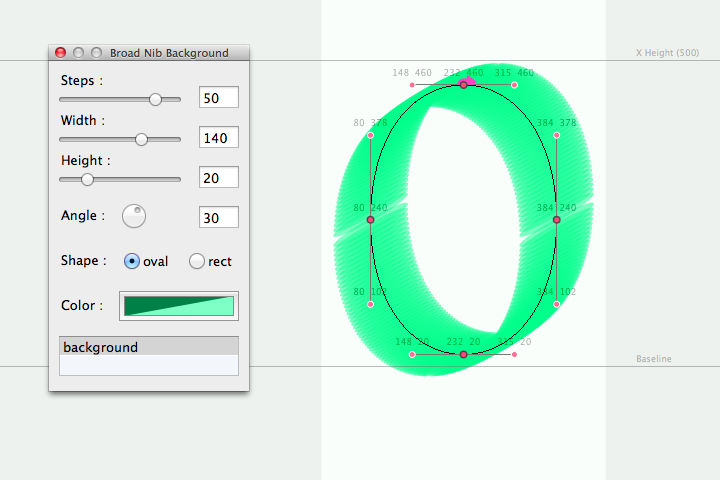 Broad Nib Background
Steps :
50
Width :
140
Height :
20
Angle :
30
Shape :
oval
rect
Color :
background
X Height (500)
148 460 232 460 315 460
80 378 384 378
80 240 384 240
80 102 384 102
148 20 232 20 315 20
Baseline